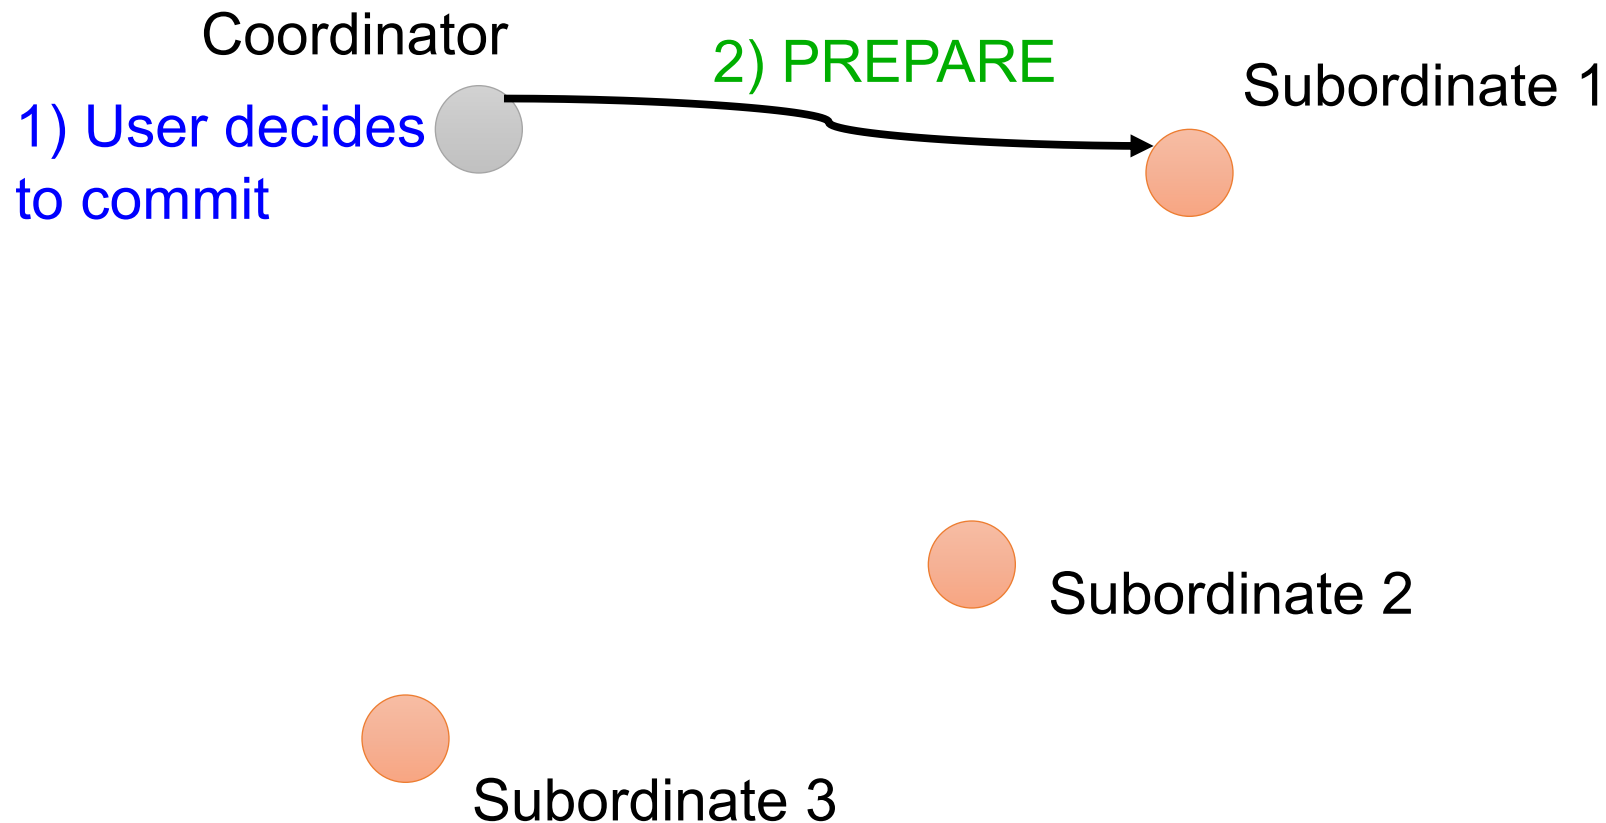 Coordinator
2) PREPARE
Subordinate 1
1) User decides
to commit
Subordinate 2
Subordinate 3